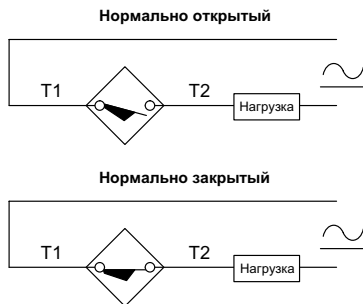 Нормально открытый
T1
T2
Нагрузка
Нормально закрытый
T1
T2
Нагрузка